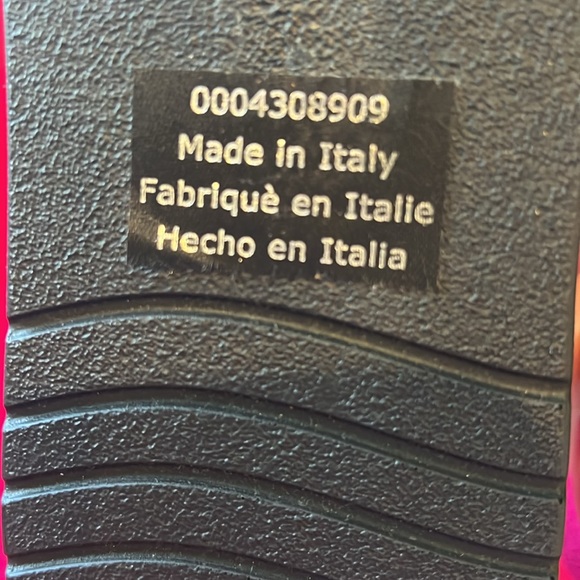 0004308909
Made in Italy
Fabriquè en Italie
Hecho en Italia